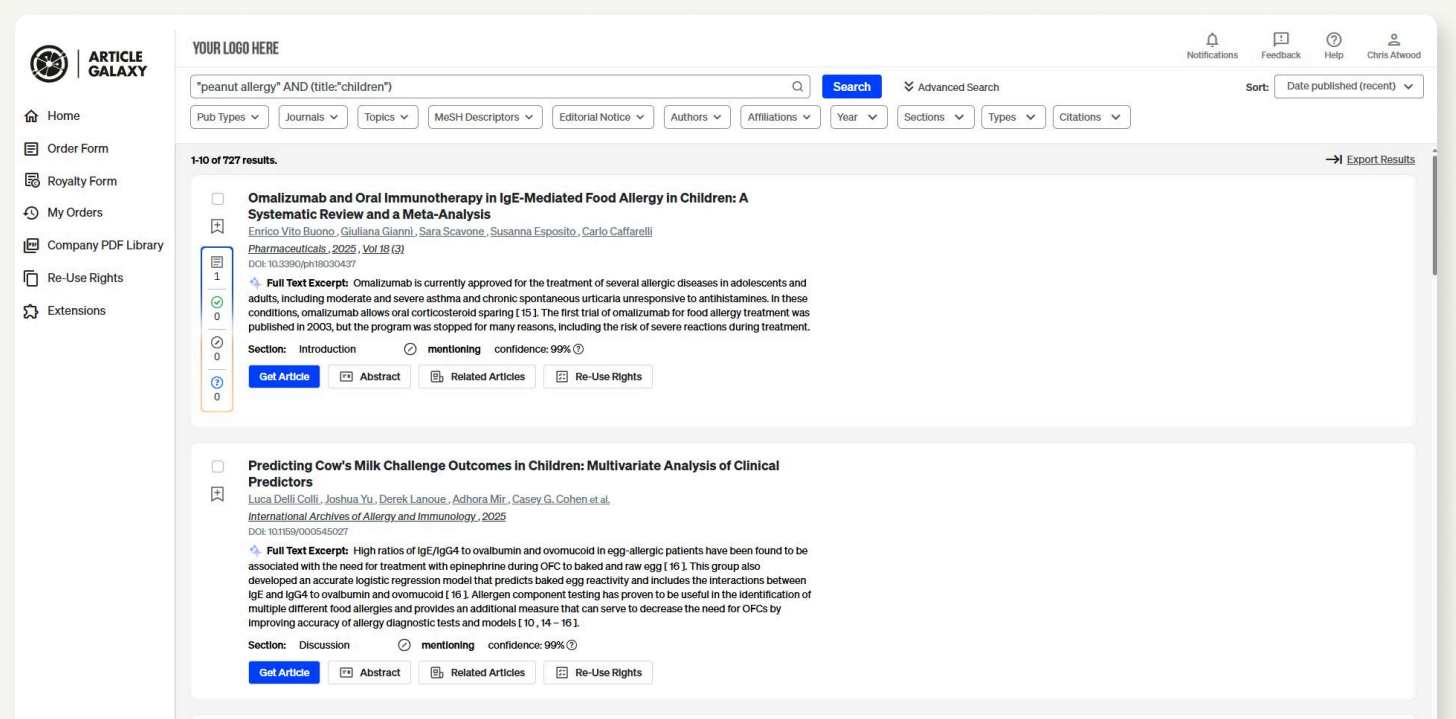 ARTICLE
GALAXY
YOUR LOGO HERE
Notifications
Feedback
Help
Chris Atwood
"peanut allergy" AND (title:"children")
Search
Advanced Search
Sort:
Date published (recent)
Home
Order Form
Royalty Form
My Orders
Company PDF Library
Re-Use Rights
Extensions
Pub Types
Journals
Topics
MeSH Descriptors
Editorial Notice
Authors
Affiliations
Year
Sections
Types
Citations
1-10 of 727 results.
Export Results
Omalizumab and Oral Immunotherapy in IgE-Mediated Food Allergy in Children: A
Systematic Review and a Meta-Analysis
Enrico Vito Buono , Giuliana Gianni , Sara Scavone , Susanna Esposito , Carlo Caffarelli
Pharmaceuticals , 2025 , Vol 18 (3)
DOI: 10.3390/ph18030437
1
0
0
0
Full Text Excerpt: Omalizumab is currently approved for the treatment of several allergic diseases in adolescents and
adults, including moderate and severe asthma and chronic spontaneous urticaria unresponsive to antihistamines. In these
conditions, omalizumab allows oral corticosteroid sparing [ 15 ]. The first trial of omalizumab for food allergy treatment was
published in 2003, but the program was stopped for many reasons, including the risk of severe reactions during treatment.
Section: Introduction mentioning confidence: 99%
Get Article
Abstract
Related Articles
Re-Use Rights
Predicting Cow's Milk Challenge Outcomes in Children: Multivariate Analysis of Clinical
Predictors
Luca Delli Colli , Joshua Yu , Derek Lanoue , Adhora Mir , Casey G. Cohen et al.
International Archives of Allergy and Immunology , 2025
DOI: 10.1159/000545027
Full Text Excerpt: High ratios of IgE/IgG4 to ovalbumin and ovomucoid in egg-allergic patients have been found to be
associated with the need for treatment with epinephrine during OFC to baked and raw egg [ 16 ]. This group also
developed an accurate logistic regression model that predicts baked egg reactivity and includes the interactions between
IgE and IgG4 to ovalbumin and ovomucoid [ 16 ]. Allergen component testing has proven to be useful in the identification of
multiple different food allergies and provides an additional measure that can serve to decrease the need for OFCs by
improving accuracy of allergy diagnostic tests and models [ 10 , 14 – 16 ].
Section: Discussion mentioning confidence: 99%
Get Article
Abstract
Related Articles
Re-Use Rights